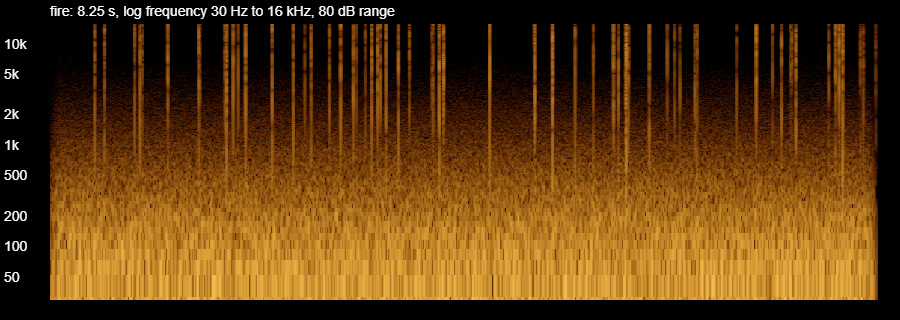 fire: 8.25 s, log frequency 30 Hz to 16 kHz, 80 dB range
10k
5k
2k
1k
500
200
100
50